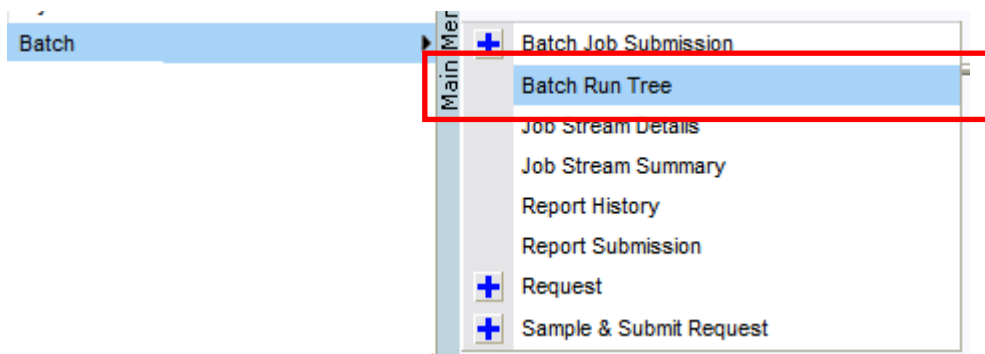 Batch
Main Mer
Batch Job Submission
Batch Run Tree
Job Stream Details
Job Stream Summary
Report History
Report Submission
Request
Sample & Submit Request